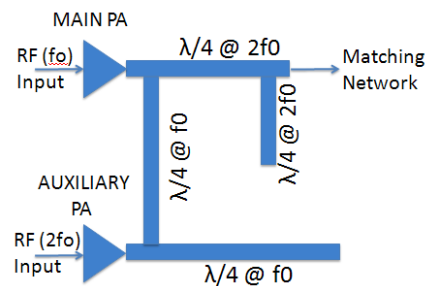 MAIN PA
λ/4 @ 2f0
RF (fo)
Input
Matching
Network
λ/4 @ f0
λ/4 @ 2f0
AUXILIARY
PA
RF (2fo)
Input
λ/4 @ f0